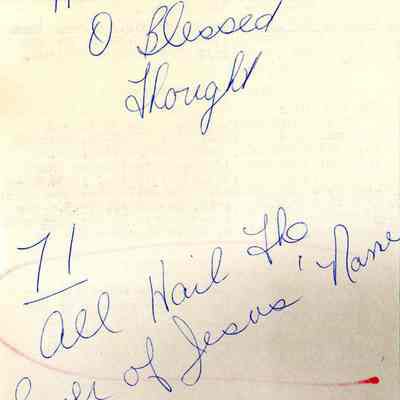 O Blessed
Thought
71
All Hail The
of Jesus' Name